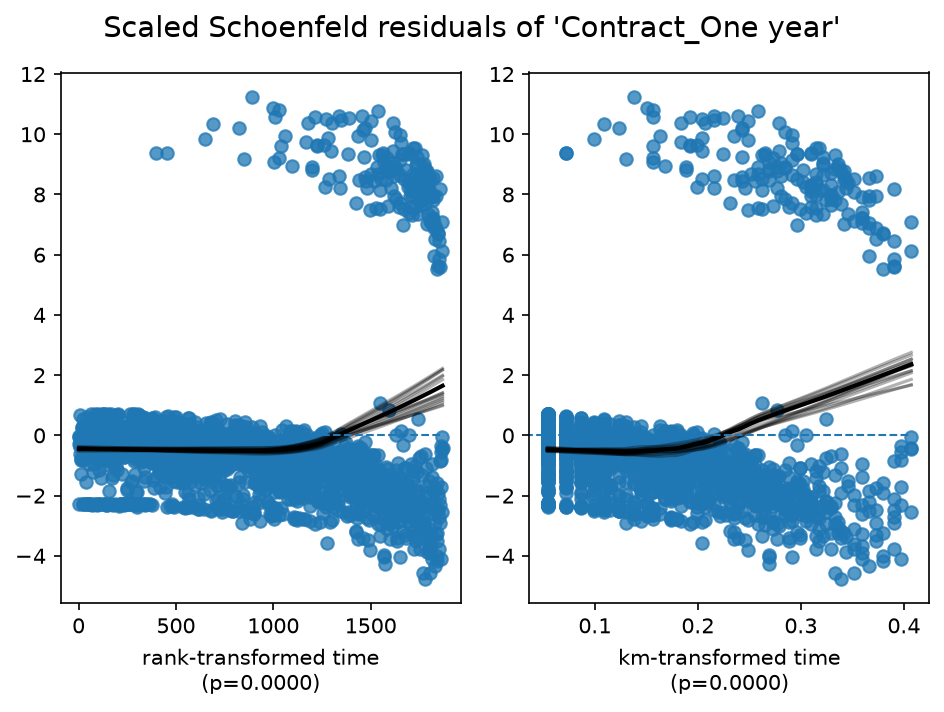 Scaled Schoenfeld residuals of 'Contract_One year'
12
10
8
6
4
2
0
−2
−4
0 500 1000 1500
rank-transformed time
(p=0.0000)
12
10
8
6
4
2
0
−2
−4
0.1 0.2 0.3 0.4
km-transformed time
(p=0.0000)